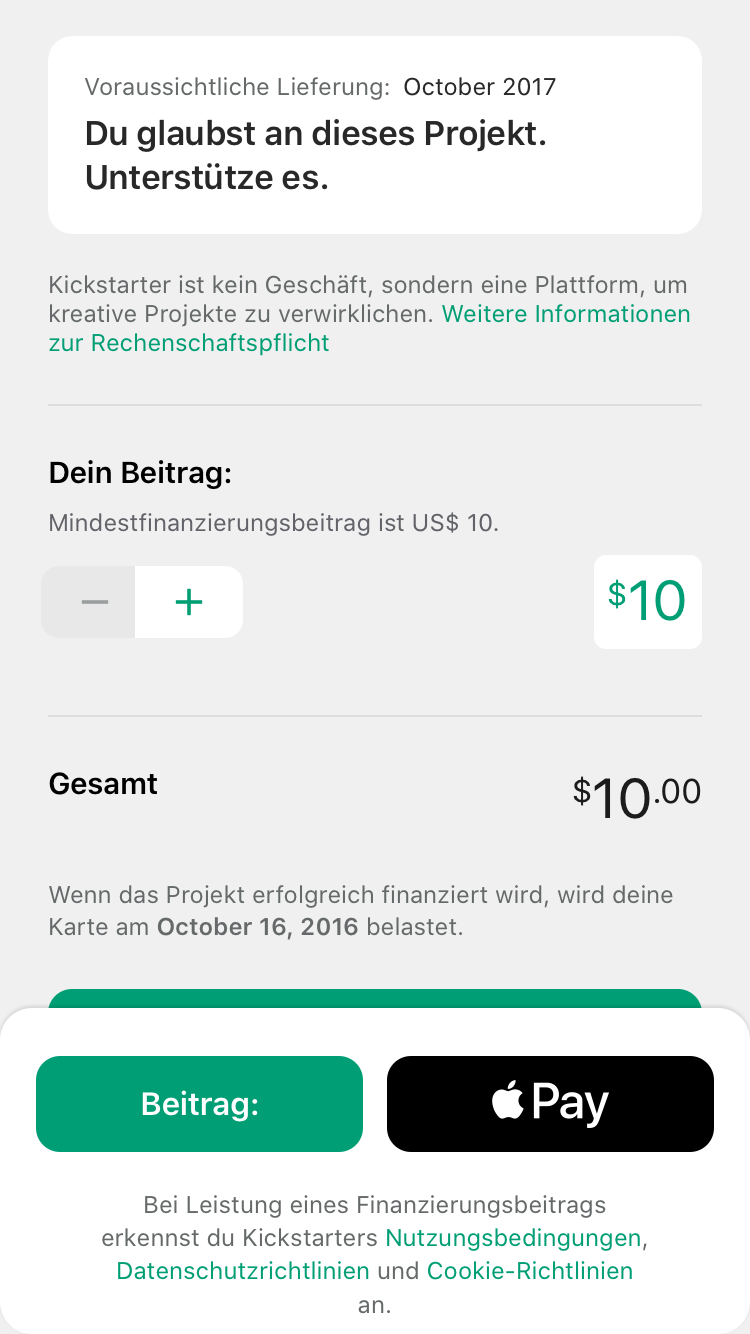 Voraussichtliche Lieferung: October 2017
Du glaubst an dieses Projekt.
Unterstütze es.
Kickstarter ist kein Geschäft, sondern eine Plattform, um
kreative Projekte zu verwirklichen. Weitere Informationen
zur Rechenschaftspflicht
Dein Beitrag:
Mindestfinanzierungsbeitrag ist US$ 10.
− + $10
Gesamt $10.00
Wenn das Projekt erfolgreich finanziert wird, wird deine
Karte am October 16, 2016 belastet.
Beitrag: Pay
Bei Leistung eines Finanzierungsbeitrags
erkennst du Kickstarters Nutzungsbedingungen,
Datenschutzrichtlinien und Cookie-Richtlinien
an.